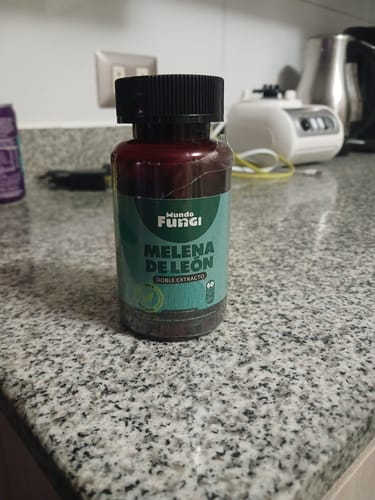 Mundo
FUNGI
MELENA
DE LEÓN
DOBLE EXTRACTO
60